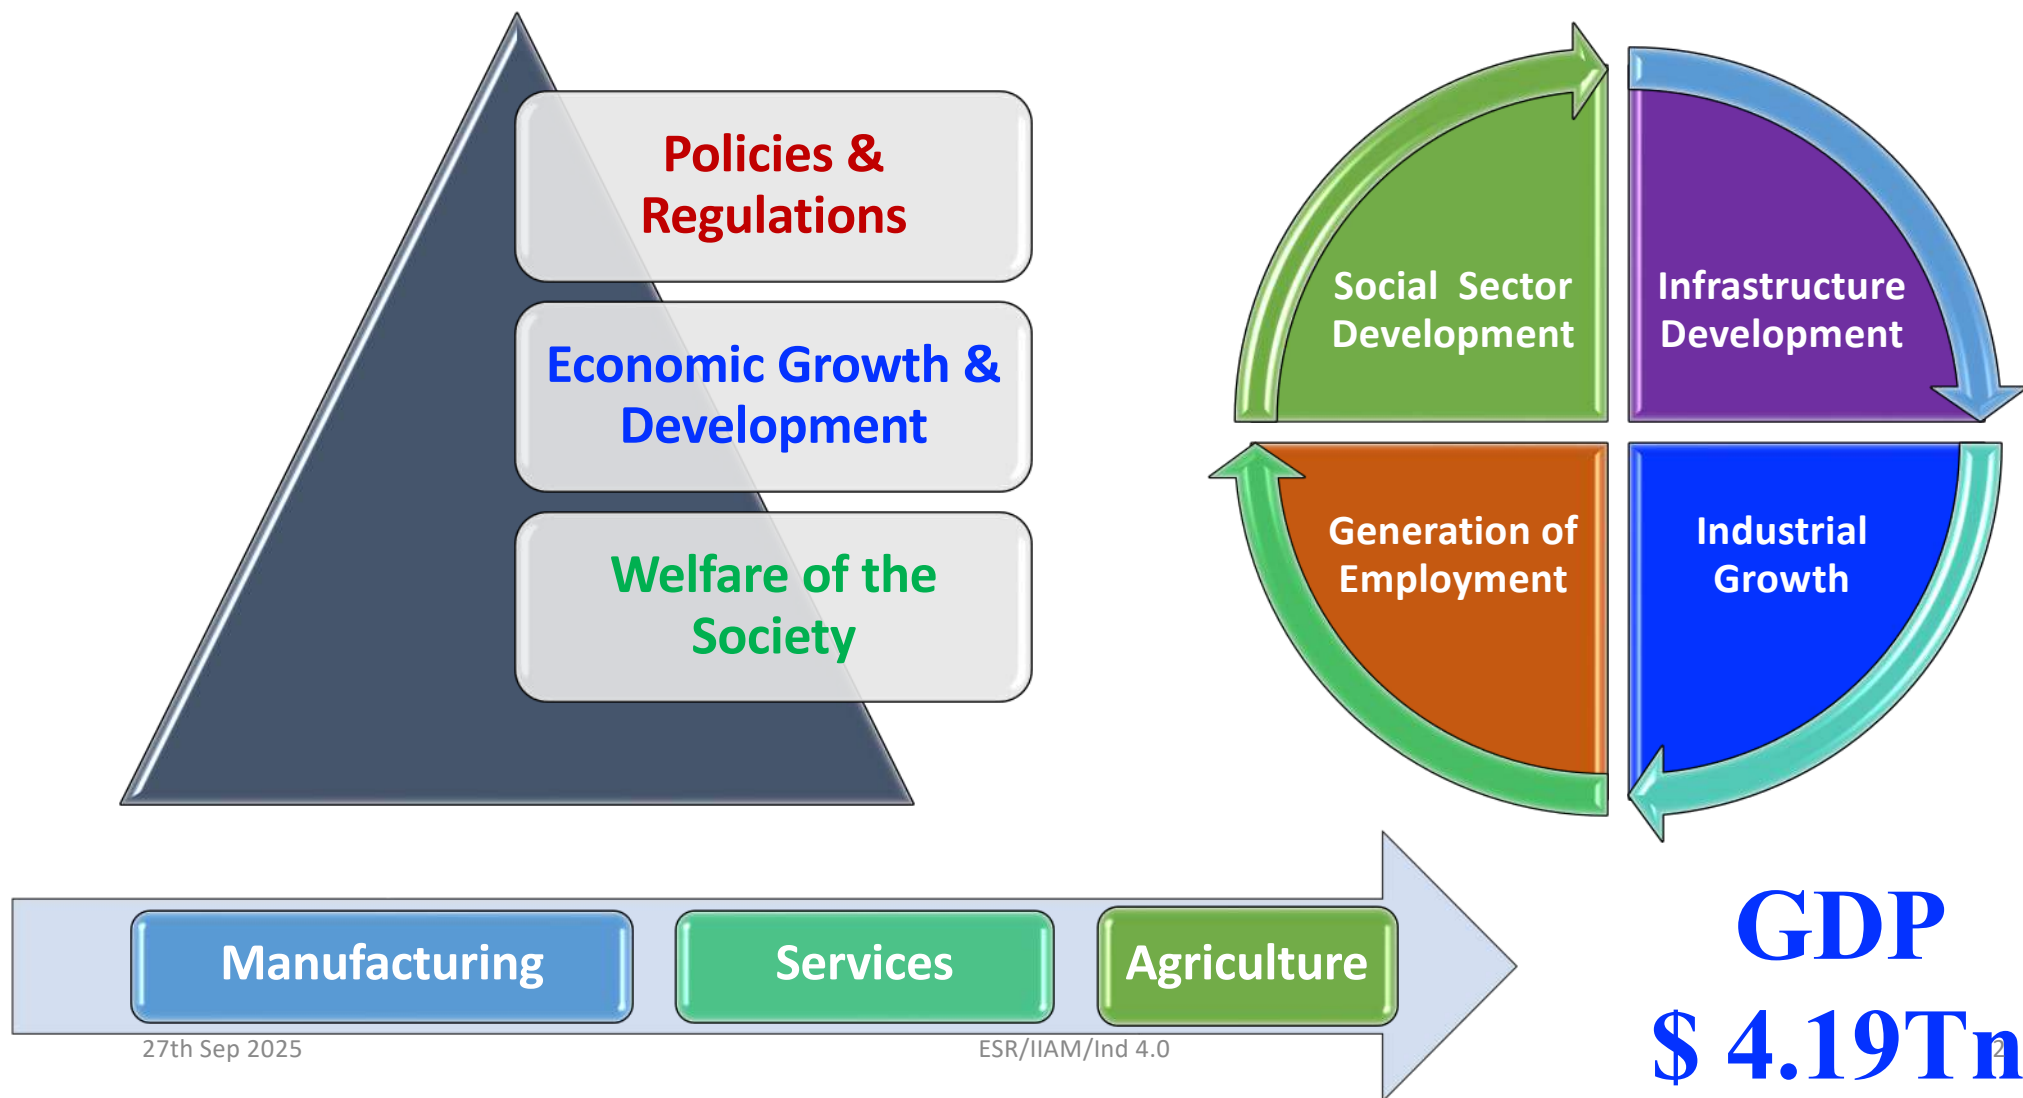 Policies &
Regulations
Economic Growth &
Development
Welfare of the
Society
Social Sector
Development
Infrastructure
Development
Generation of
Employment
Industrial
Growth
Manufacturing
Services
Agriculture
GDP
$ 4.19Tn
27th Sep 2025
ESR/IIAM/Ind 4.0
2